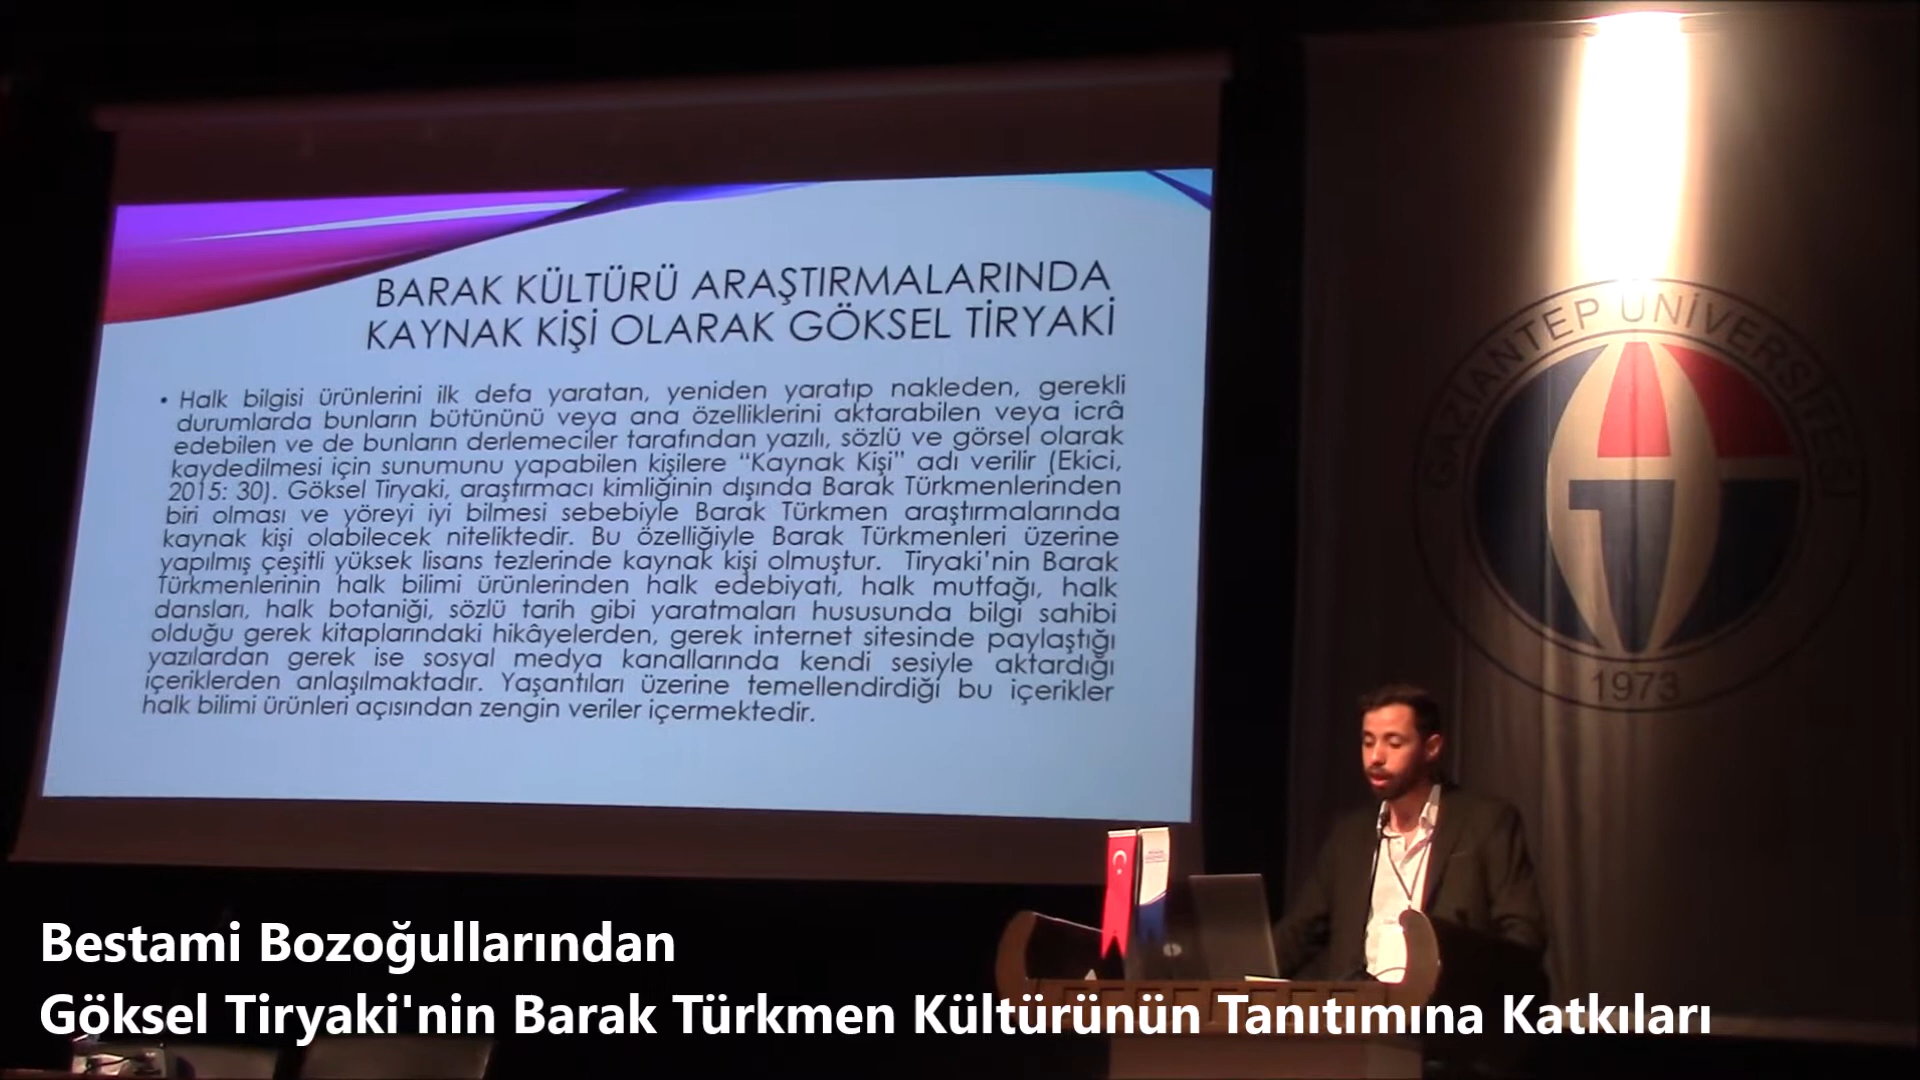 BARAK KÜLTÜRÜ ARAŞTIRMALARINDA
KAYNAK KİŞİ OLARAK GÖKSEL TİRYAKİ
• Halk bilgisi ürünlerini ilk defa yaratan, yeniden yaratıp nakleden, gerekli
durumlarda bunların bütününü veya ana özelliklerini aktarabilen veya icrâ
edebilen ve de bunların derlemeciler tarafından yazılı, sözlü ve görsel olarak
kaydedilmesi için sunumunu yapabilen kişilere “Kaynak Kişi” adı verilir (Ekici,
2015: 30). Göksel Tiryaki, araştırmacı kimliğinin dışında Barak Türkmenlerinden
biri olması ve yöreyi iyi bilmesi sebebiyle Barak Türkmen araştırmalarında
kaynak kişi olabilecek niteliktedir. Bu özelliğiyle Barak Türkmenleri üzerine
yapılmış çeşitli yüksek lisans tezlerinde kaynak kişi olmuştur. Tiryaki’nin Barak
Türkmenlerinin halk bilimi ürünlerinden halk edebiyatı, halk mutfağı, halk
dansları, halk botaniği, sözlü tarih gibi yaratmaları hususunda bilgi sahibi
olduğu gerek kitaplarındaki hikâyelerden, gerek internet sitesinde paylaştığı
yazılardan gerek ise sosyal medya kanallarında kendi sesiyle aktardığı
içeriklerden anlaşılmaktadır. Yaşantıları üzerine temellendirdiği bu içerikler
halk bilimi ürünleri açısından zengin veriler içermektedir.
GAZİANTEP ÜNİVERSİTESİ
1973
Bestami Bozoğullarından
Göksel Tiryaki'nin Barak Türkmen Kültürünün Tanıtımına Katkıları